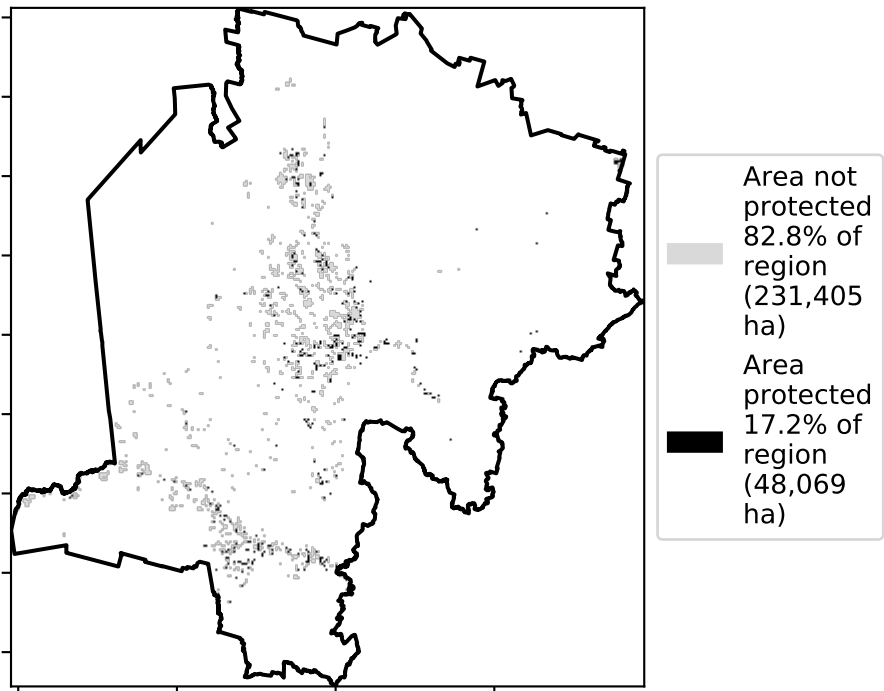 Area not
protected
82.8% of
region
(231,405
ha)
Area
protected
17.2% of
region
(48,069
ha)